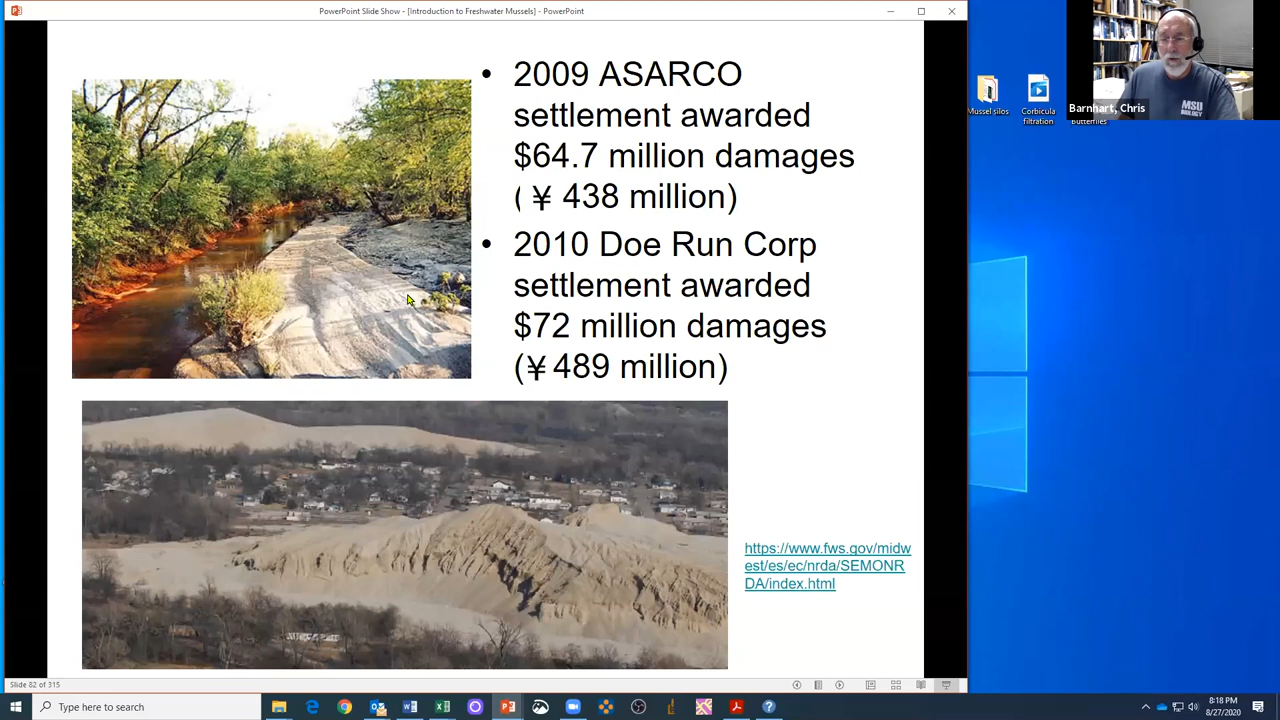 PowerPoint Slide Show - [Introduction to Freshwater Mussels] - PowerPoint
• 2009 ASARCO
settlement awarded
$64.7 million damages
(￥ 438 million)
• 2010 Doe Run Corp
settlement awarded
$72 million damages
(￥489 million)
https://www.fws.gov/midw
est/es/ec/nrda/SEMONR
DA/index.html
Slide 82 of 315
Barnhart, Chris
MSU
BIOLOGY
Mussel silos
Corbicula
filtration
Butterflies
Type here to search
8:18 PM
8/27/2020